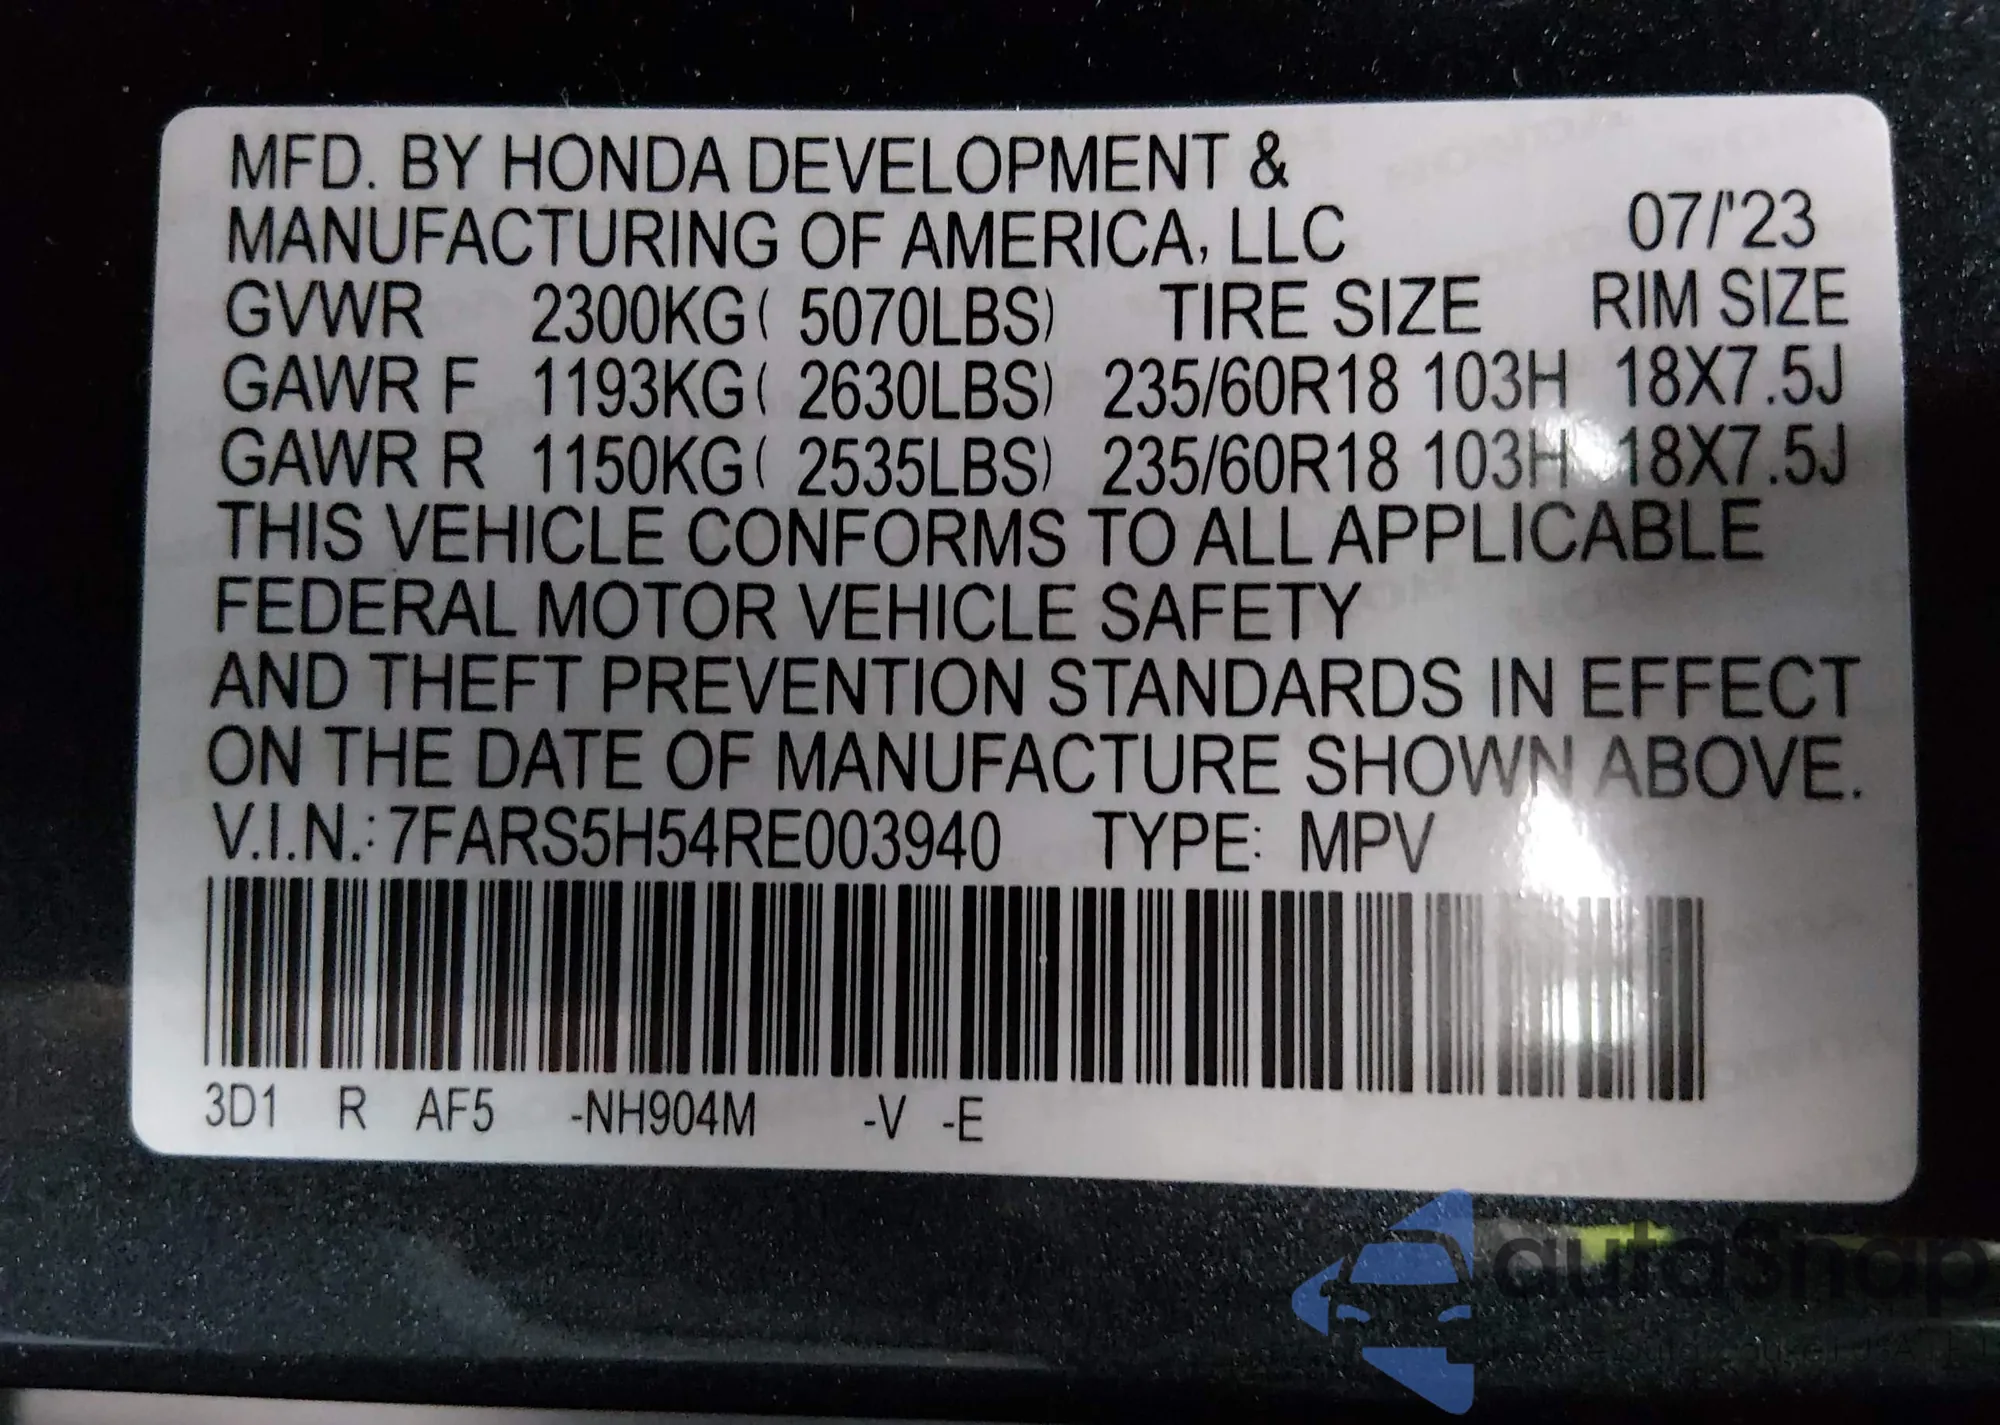 MFD. BY HONDA DEVELOPMENT &
MANUFACTURING OF AMERICA, LLC 07/'23
GVWR 2300KG( 5070LBS) TIRE SIZE RIM SIZE
GAWR F 1193KG( 2630LBS) 235/60R18 103H 18X7.5J
GAWR R 1150KG( 2535LBS) 235/60R18 103H 18X7.5J
THIS VEHICLE CONFORMS TO ALL APPLICABLE
FEDERAL MOTOR VEHICLE SAFETY
AND THEFT PREVENTION STANDARDS IN EFFECT
ON THE DATE OF MANUFACTURE SHOWN ABOVE.
V.I.N.: 7FARS5H54RE003940 TYPE: MPV
3D1 R AF5 -NH904M -V -E
autaSnap